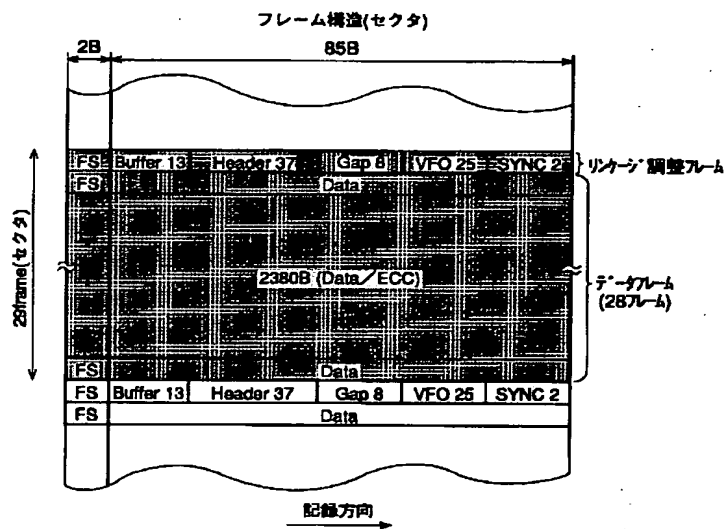 フレーム構造(セクタ)
2B 85B
FS Buffer 13 Header 37 Gap 8 VFO 25 SYNC 2 リンケージ調整フレーム
FS Data
29frame(セクタ)
2380B (Data/ECC)
データフレーム
(28フレーム)
FS Data
FS Buffer 13 Header 37 Gap 8 VFO 25 SYNC 2
FS Data
記録方向